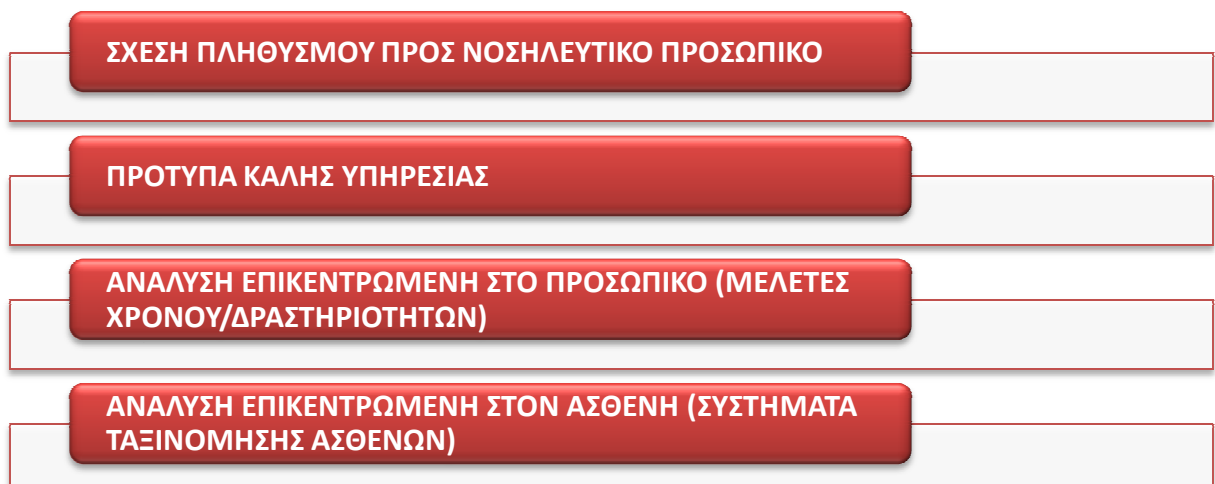 ΣΧΕΣΗ ΠΛΗΘΥΣΜΟΥ ΠΡΟΣ ΝΟΣΗΛΕΥΤΙΚΟ ΠΡΟΣΩΠΙΚΟ
ΠΡΟΤΥΠΑ ΚΑΛΗΣ ΥΠΗΡΕΣΙΑΣ
ΑΝΑΛΥΣΗ ΕΠΙΚΕΝΤΡΩΜΕΝΗ ΣΤΟ ΠΡΟΣΩΠΙΚΟ (ΜΕΛΕΤΕΣ
ΧΡΟΝΟΥ/ΔΡΑΣΤΗΡΙΟΤΗΤΩΝ)
ΑΝΑΛΥΣΗ ΕΠΙΚΕΝΤΡΩΜΕΝΗ ΣΤΟΝ ΑΣΘΕΝΗ (ΣΥΣΤΗΜΑΤΑ
ΤΑΞΙΝΟΜΗΣΗΣ ΑΣΘΕΝΩΝ)